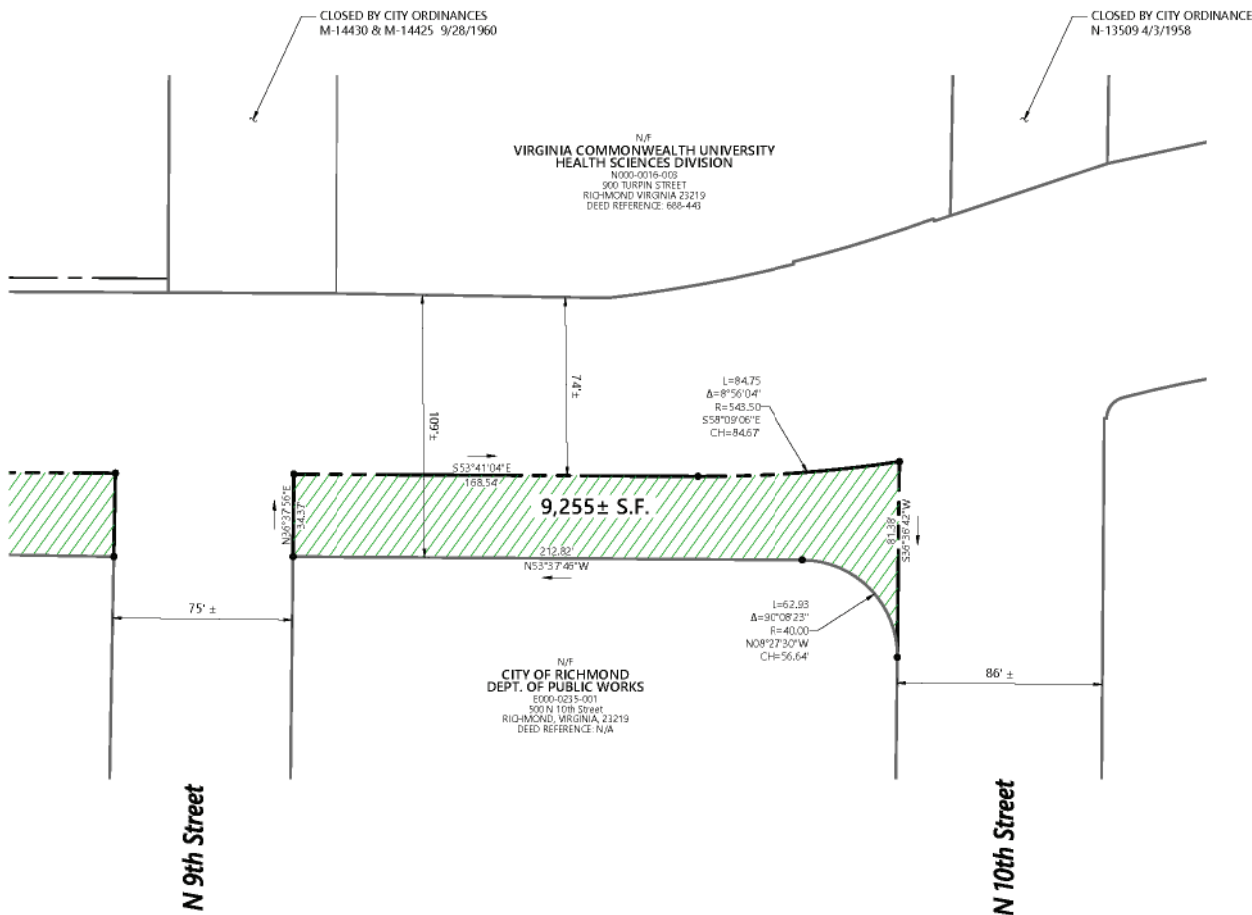 CLOSED BY CITY ORDINANCES
M-14430 & M-14425 9/28/1960
CLOSED BY CITY ORDINANCE
N-13509 4/3/1958
N/F
VIRGINIA COMMONWEALTH UNIVERSITY
HEALTH SCIENCES DIVISION
N000-0016-003
900 TURPIN STREET
RICHMOND VIRGINIA 23219
DEED REFERENCE: 688-443
109'±
74'±
L=84.75
Δ=8°56'04"
R=543.50
S58°09'06"E
CH=84.67'
S53°41'04"E
168.54'
N36°37'56"E
34.37'
9,255± S.F.
81.38'
S36°36'42"W
212.82'
N53°37'46"W
75' ±
L=62.93
Δ=90°08'23"
R=40.00
N08°27'30"W
CH=56.64'
N/F
CITY OF RICHMOND
DEPT. OF PUBLIC WORKS
E000-0235-001
500 N 10th Street
RICHMOND, VIRGINIA, 23219
DEED REFERENCE: N/A
86' ±
N 9th Street
N 10th Street